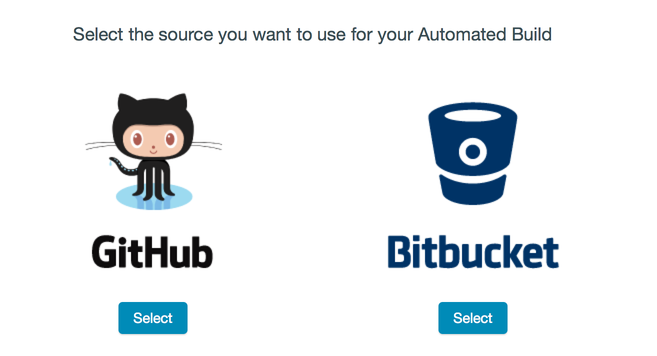 Select the source you want to use for your Automated Build
GitHub
Bitbucket
Select
Select